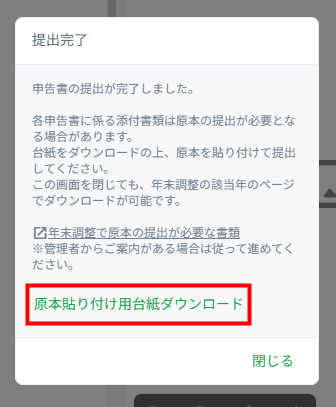 提出完了
申告書の提出が完了しました。
各申告書に係る添付書類は原本の提出が必要とな
る場合があります。
台紙をダウンロードの上、原本を貼り付けて提出
してください。
この画面を閉じても、年末調整の該当年のページ
でダウンロードが可能です。
年末調整で原本の提出が必要な書類
※管理者からご案内がある場合は従って進めてく
ださい。
原本貼り付け用台紙ダウンロード
閉じる